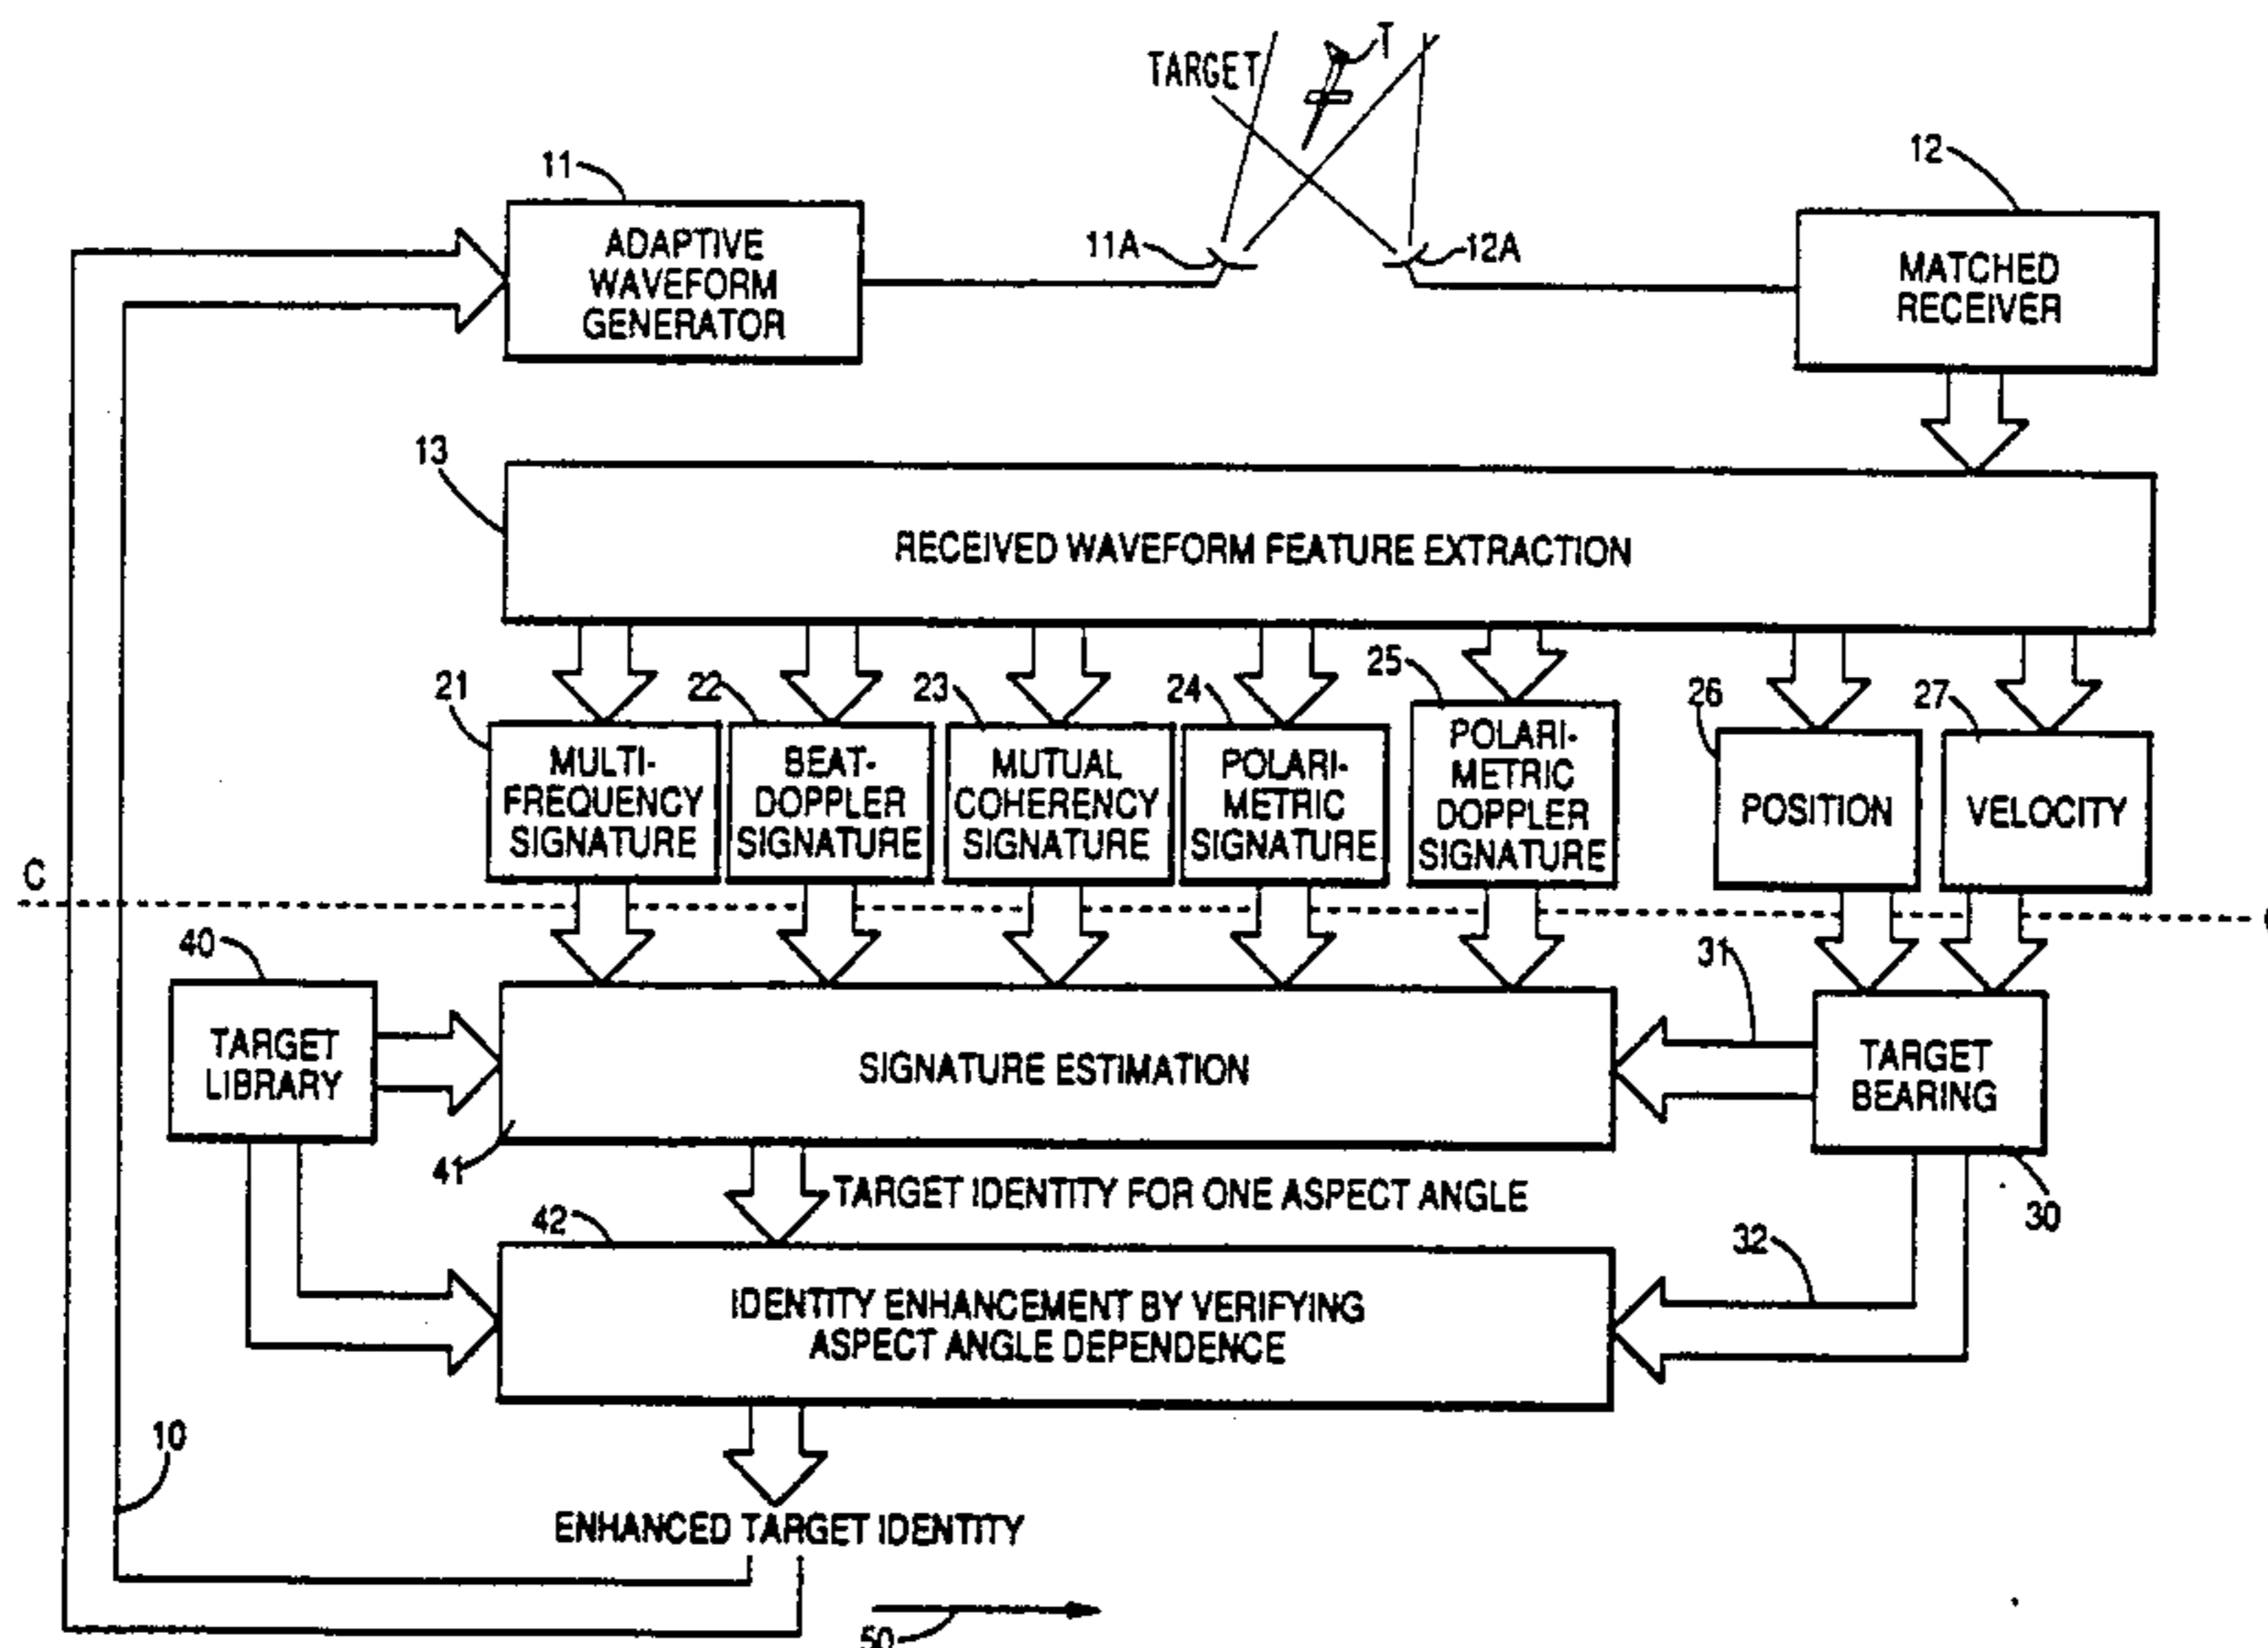 TARGET
T
11
12
ADAPTIVE
WAVEFORM
GENERATOR
11A
12A
MATCHED
RECEIVER
13
RECEIVED WAVEFORM FEATURE EXTRACTION
21
22
23
24
25
26
27
MULTI-
FREQUENCY
SIGNATURE
BEAT-
DOPPLER
SIGNATURE
MUTUAL
COHERENCY
SIGNATURE
POLARI-
METRIC
SIGNATURE
POLARI-
METRIC
DOPPLER
SIGNATURE
POSITION
VELOCITY
C
40
31
TARGET
LIBRARY
SIGNATURE ESTIMATION
TARGET
BEARING
41
TARGET IDENTITY FOR ONE ASPECT ANGLE
30
42
32
IDENTITY ENHANCEMENT BY VERIFYING
ASPECT ANGLE DEPENDENCE
10
ENHANCED TARGET IDENTITY
50